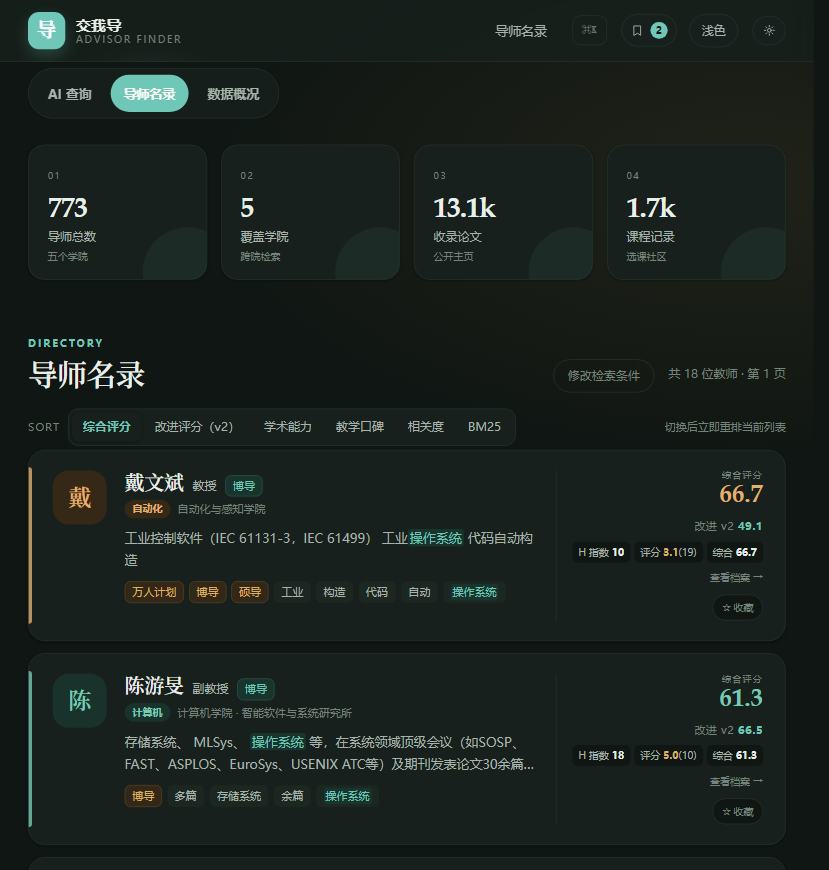 导
交我导
ADVISOR FINDER
导师名录
⌘K
2
浅色
AI 查询
导师名录
数据概况
01
773
导师总数
五个学院
02
5
覆盖学院
跨院检索
03
13.1k
收录论文
公开主页
04
1.7k
课程记录
选课社区
DIRECTORY
导师名录
修改检索条件
共 18 位教师 · 第 1 页
SORT
综合评分
改进评分（v2）
学术能力
教学口碑
相关度
BM25
切换后立即重排当前列表
戴
戴文斌 教授 博导
自动化 自动化与感知学院
工业控制软件（IEC 61131-3，IEC 61499） 工业操作系统 代码自动构
造
万人计划 博导 硕导 工业 构造 代码 自动 操作系统
综合评分
66.7
改进 v2 49.1
H 指数 10 评分 3.1(19) 综合 66.7
查看档案 →
☆ 收藏
陈
陈游旻 副教授 博导
计算机 计算机学院 · 智能软件与系统研究所
存储系统、 MLSys、 操作系统 等，在系统领域顶级会议（如SOSP、
FAST、ASPLOS、EuroSys、USENIX ATC等）及期刊发表论文30余篇...
博导 多篇 存储系统 余篇 操作系统
综合评分
61.3
改进 v2 66.5
H 指数 18 评分 5.0(10) 综合 61.3
查看档案 →
☆ 收藏